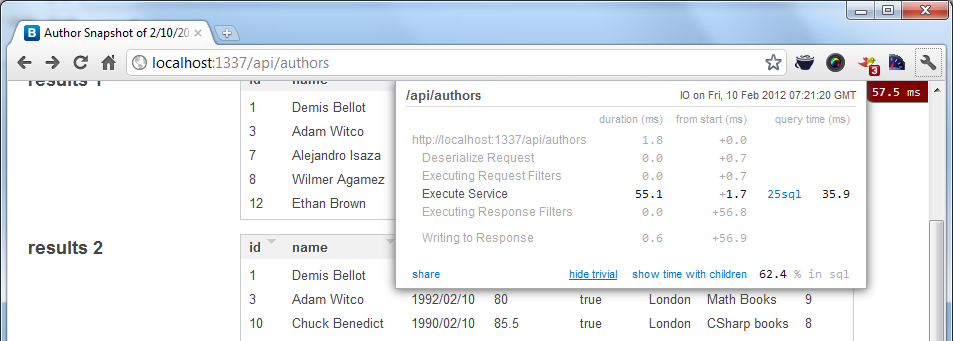 Author Snapshot of 2/10/20
localhost:1337/api/authors
3
results 1
id name
1 Demis Bellot
3 Adam Witco
7 Alejandro Isaza
8 Wilmer Agamez
12 Ethan Brown
57.5 ms
/api/authors IO on Fri, 10 Feb 2012 07:21:20 GMT
duration (ms) from start (ms) query time (ms)
http://localhost:1337/api/authors 1.8 +0.0
Deserialize Request 0.0 +0.7
Executing Request Filters 0.0 +0.7
Execute Service 55.1 +1.7 25sql 35.9
Executing Response Filters 0.0 +56.8
Writing to Response 0.6 +56.9
share hide trivial show time with children 62.4 % in sql
results 2
id name
1 Demis Bellot
3 Adam Witco 1992/02/10 80 true London Math Books 9
10 Chuck Benedict 1990/02/10 85.5 true London CSharp books 8